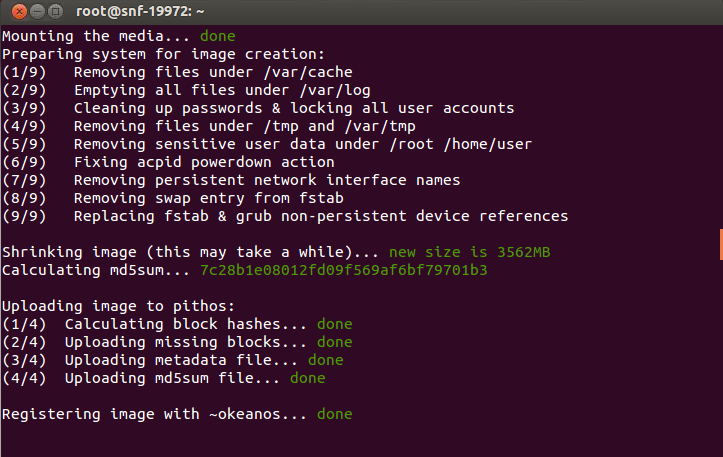 root@snf-19972: ~
Mounting the media... done
Preparing system for image creation:
(1/9)   Removing files under /var/cache
(2/9)   Emptying all files under /var/log
(3/9)   Cleaning up passwords & locking all user accounts
(4/9)   Removing files under /tmp and /var/tmp
(5/9)   Removing sensitive user data under /root /home/user
(6/9)   Fixing acpid powerdown action
(7/9)   Removing persistent network interface names
(8/9)   Removing swap entry from fstab
(9/9)   Replacing fstab & grub non-persistent device references
Shrinking image (this may take a while)... new size is 3562MB
Calculating md5sum... 7c28b1e08012fd09f569af6bf79701b3
Uploading image to pithos:
(1/4)  Calculating block hashes... done
(2/4)  Uploading missing blocks... done
(3/4)  Uploading metadata file... done
(4/4)  Uploading md5sum file... done
Registering image with ~okeanos... done